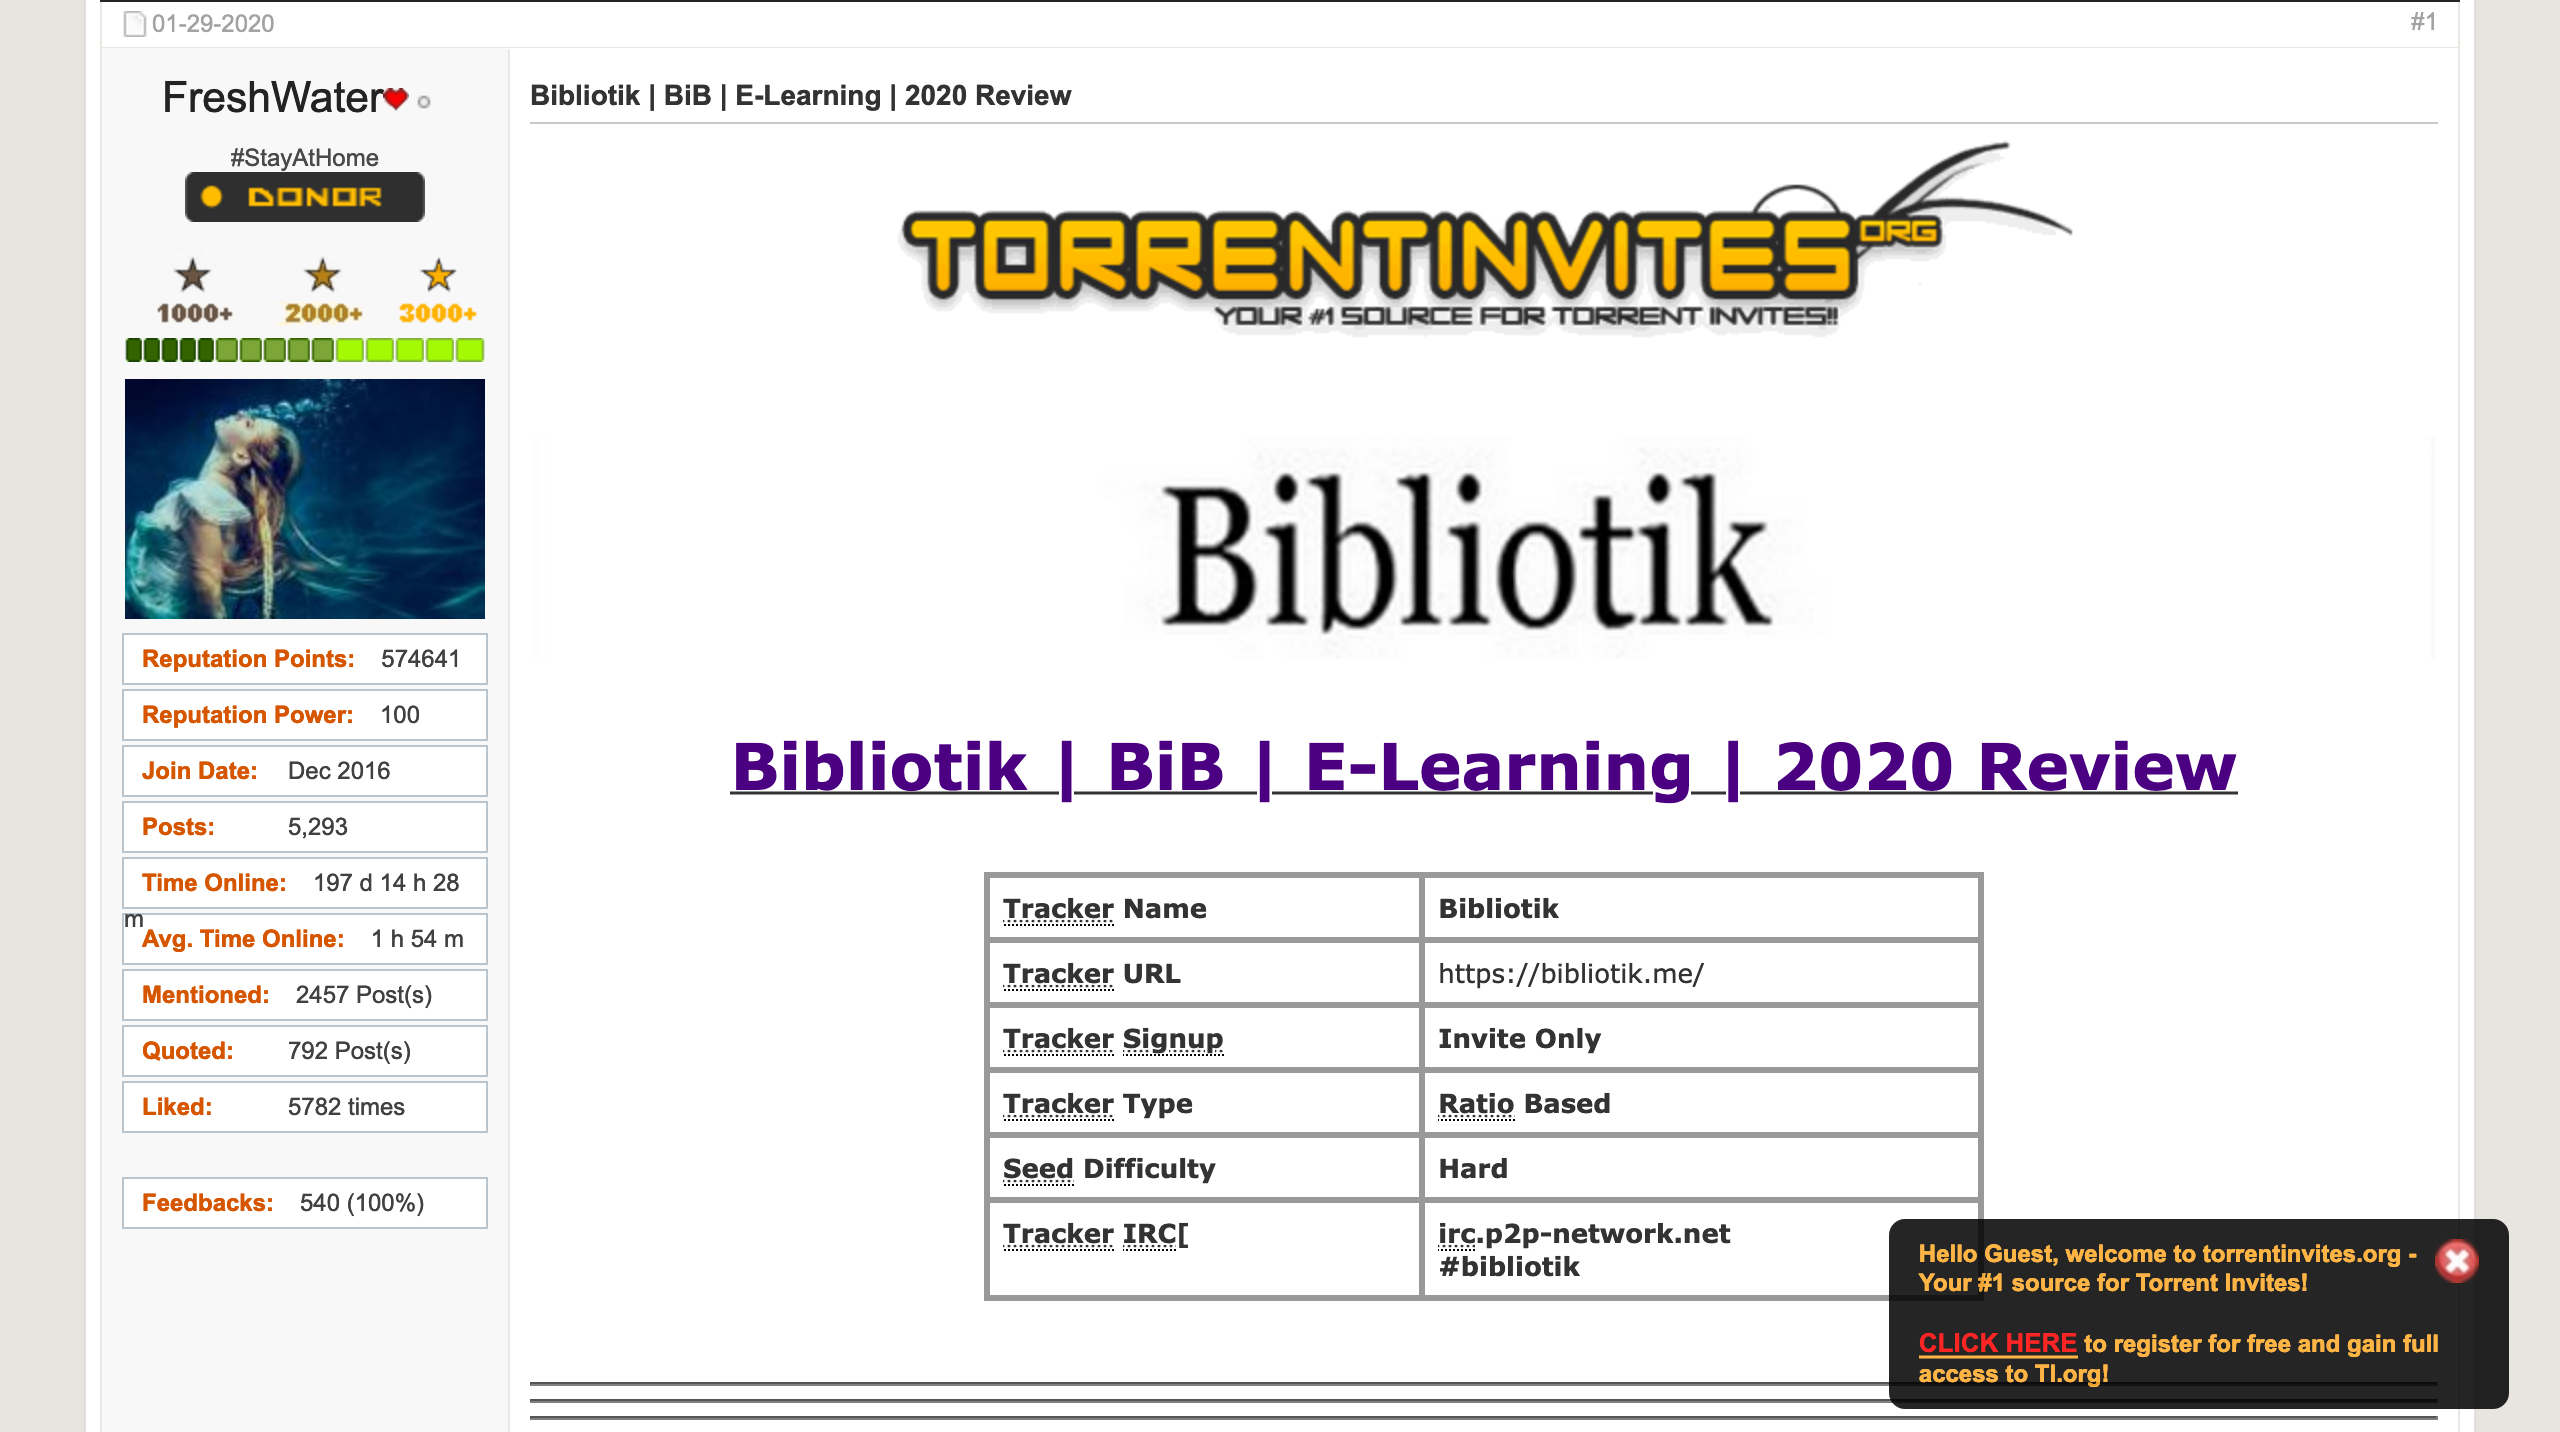 01-29-2020
#1
FreshWater
#StayAtHome
DONOR
1000+ 2000+ 3000+
Reputation Points: 574641
Reputation Power: 100
Join Date: Dec 2016
Posts: 5,293
Time Online: 197 d 14 h 28
m
Avg. Time Online: 1 h 54 m
Mentioned: 2457 Post(s)
Quoted: 792 Post(s)
Liked: 5782 times
Feedbacks: 540 (100%)
Bibliotik | BiB | E-Learning | 2020 Review
TORRENTINVITES ORG
YOUR #1 SOURCE FOR TORRENT INVITES!!
Bibliotik
Bibliotik | BiB | E-Learning | 2020 Review
Tracker Name Bibliotik
Tracker URL https://bibliotik.me/
Tracker Signup Invite Only
Tracker Type Ratio Based
Seed Difficulty Hard
Tracker IRC[ irc.p2p-network.net
#bibliotik
Hello Guest, welcome to torrentinvites.org -
Your #1 source for Torrent Invites!
CLICK HERE to register for free and gain full
access to TI.org!